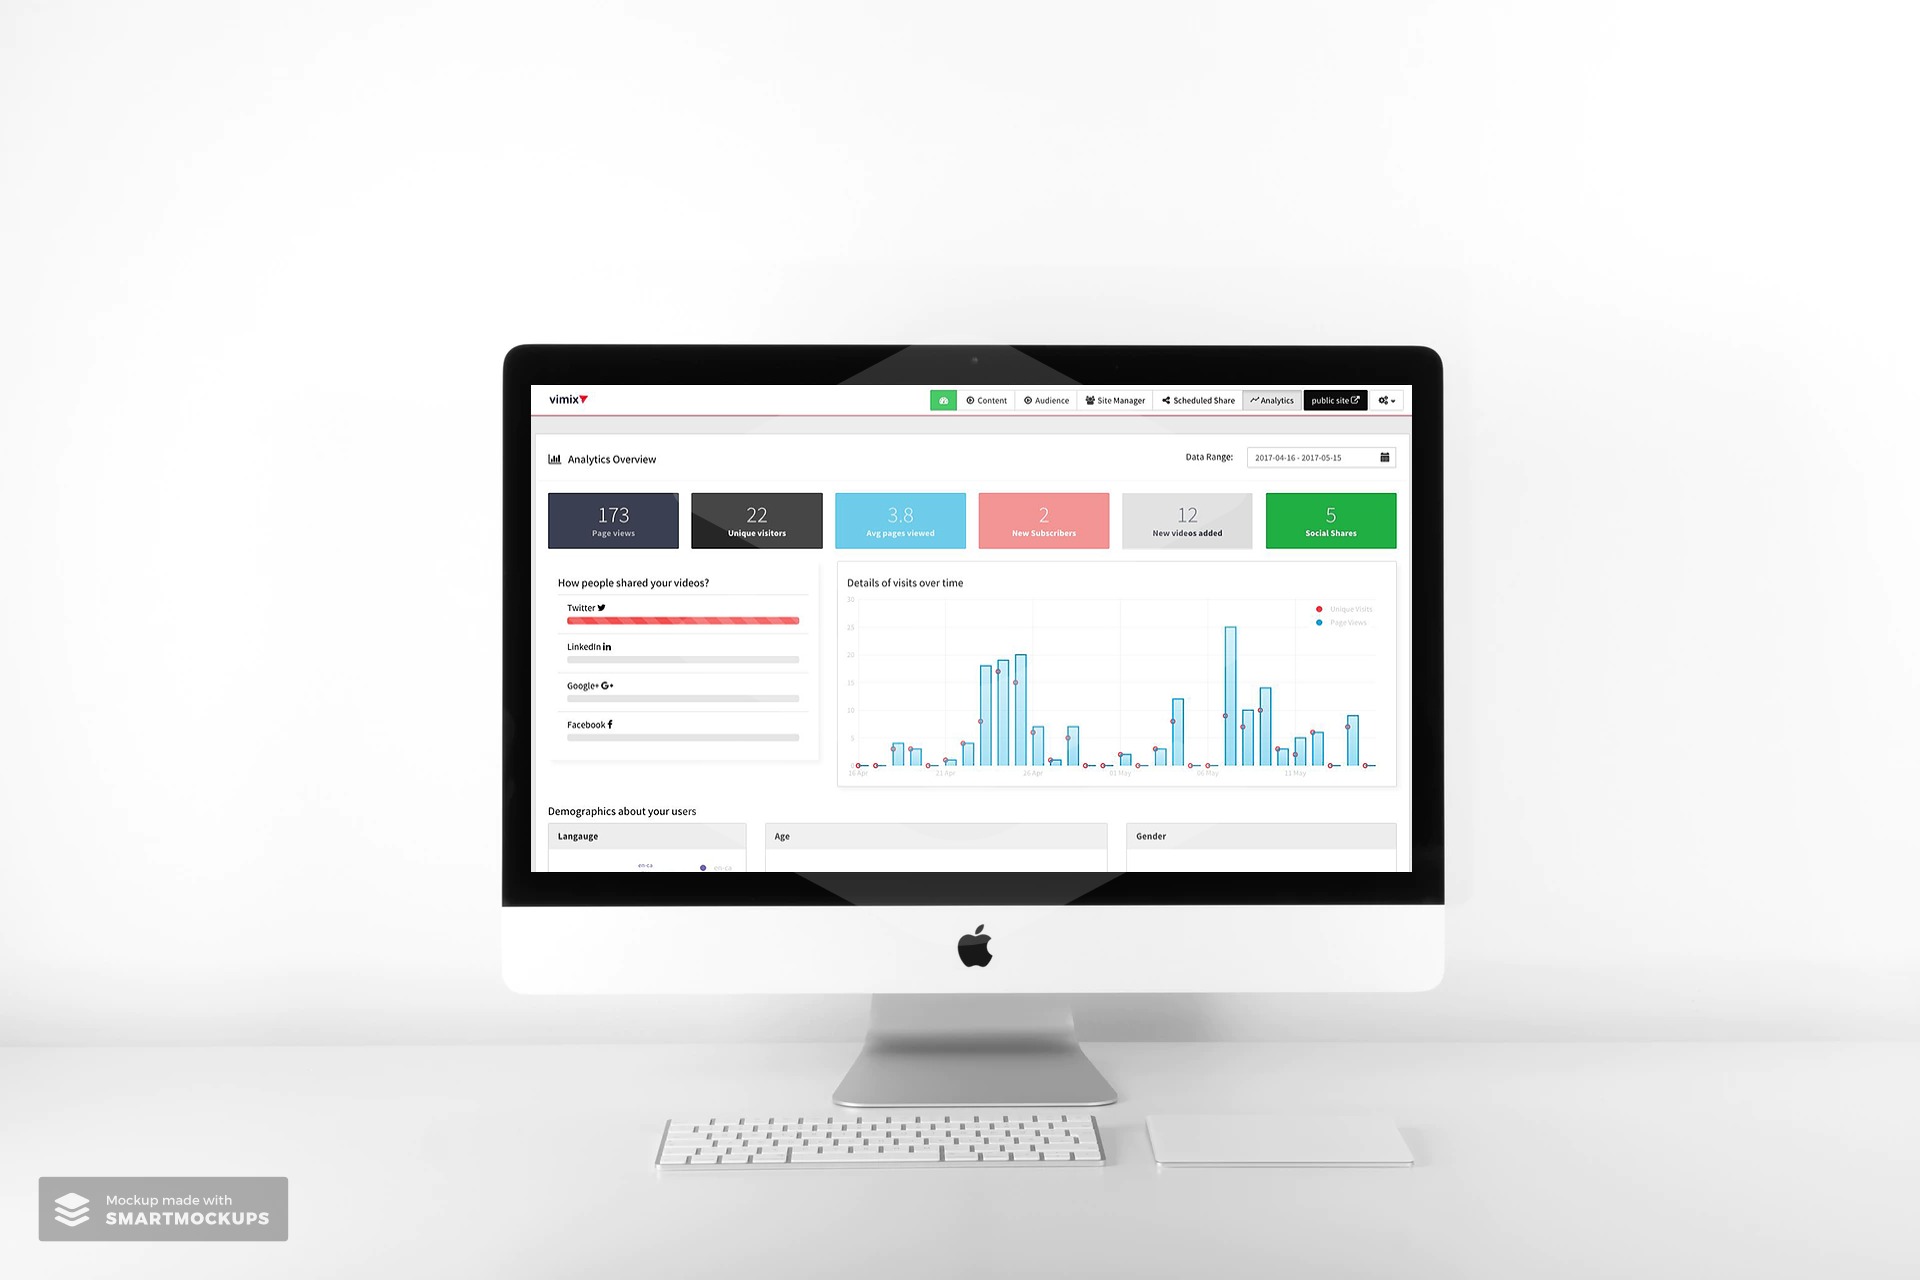 vimix
Content Audience Site Manager Scheduled Share Analytics public site
Analytics Overview
Data Range: 2017-04-16 - 2017-05-15
173 22 3.8 2 12 5
Page views Unique visitors Avg pages viewed New Subscribers New videos added Social Shares
How people shared your videos?
Twitter
LinkedIn in
Google+ G+
Facebook f
Details of visits over time
30
25
20
15
10
5
0
16 Apr 21 Apr 26 Apr 01 May 06 May 11 May
Unique Visits
Page Views
Demographics about your users
Langauge Age Gender
en-ca en-ca
Mockup made with
SMARTMOCKUPS